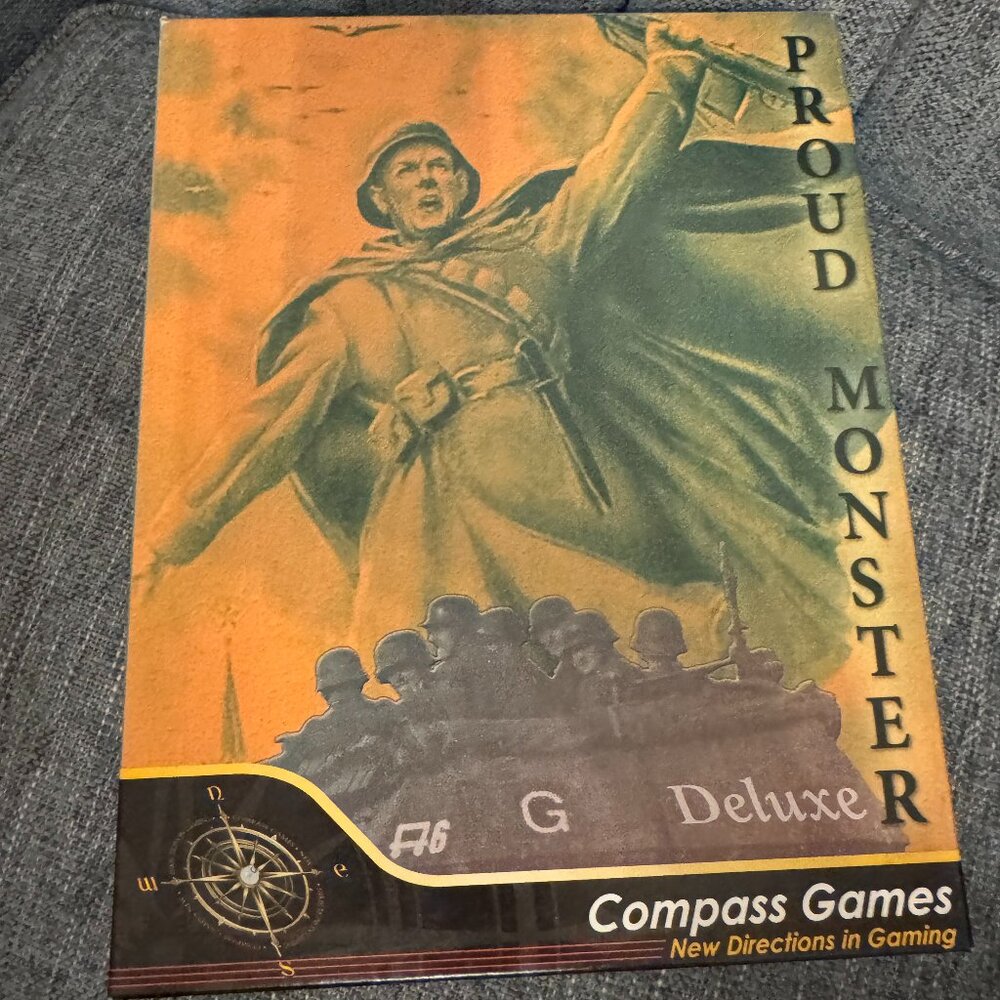 PROUD MONSTER
G
Deluxe
n
e
w
s
Compass Games
New Directions in Gaming